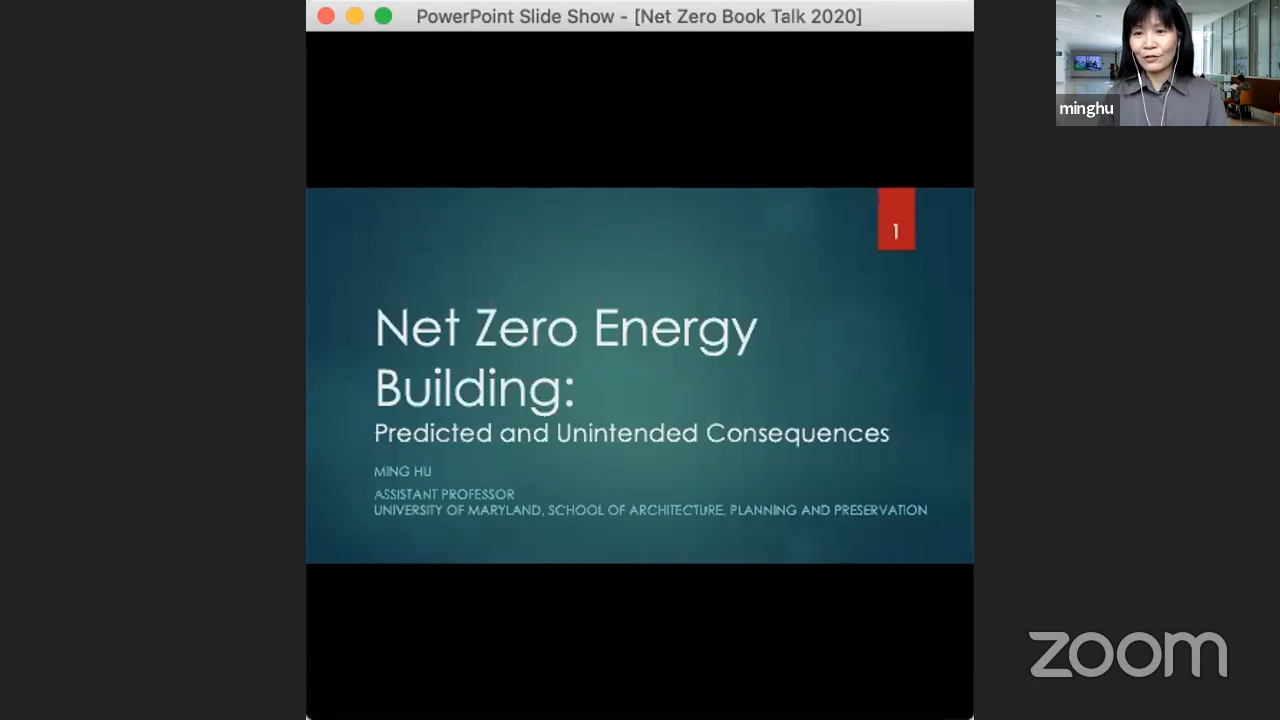 PowerPoint Slide Show - [Net Zero Book Talk 2020]
minghu
1
Net Zero Energy
Building:
Predicted and Unintended Consequences
MING HU
ASSISTANT PROFESSOR
UNIVERSITY OF MARYLAND, SCHOOL OF ARCHITECTURE, PLANNING AND PRESERVATION
zoom